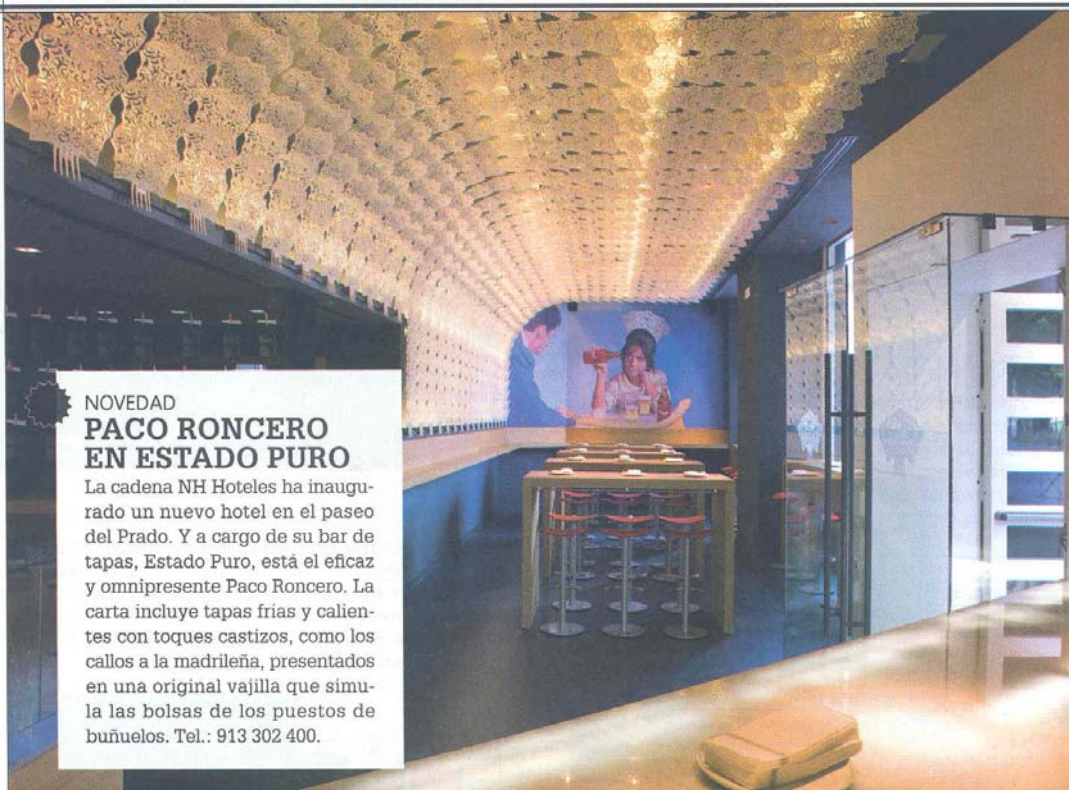 NOVEDAD
PACO RONCERO
EN ESTADO PURO
La cadena NH Hoteles ha inaugu-
rado un nuevo hotel en el paseo
del Prado. Y a cargo de su bar de
tapas, Estado Puro, está el eficaz
y omnipresente Paco Roncero. La
carta incluye tapas frías y calien-
tes con toques castizos, como los
callos a la madrileña, presentados
en una original vajilla que simu-
la las bolsas de los puestos de
buñuelos. Tel.: 913 302 400.